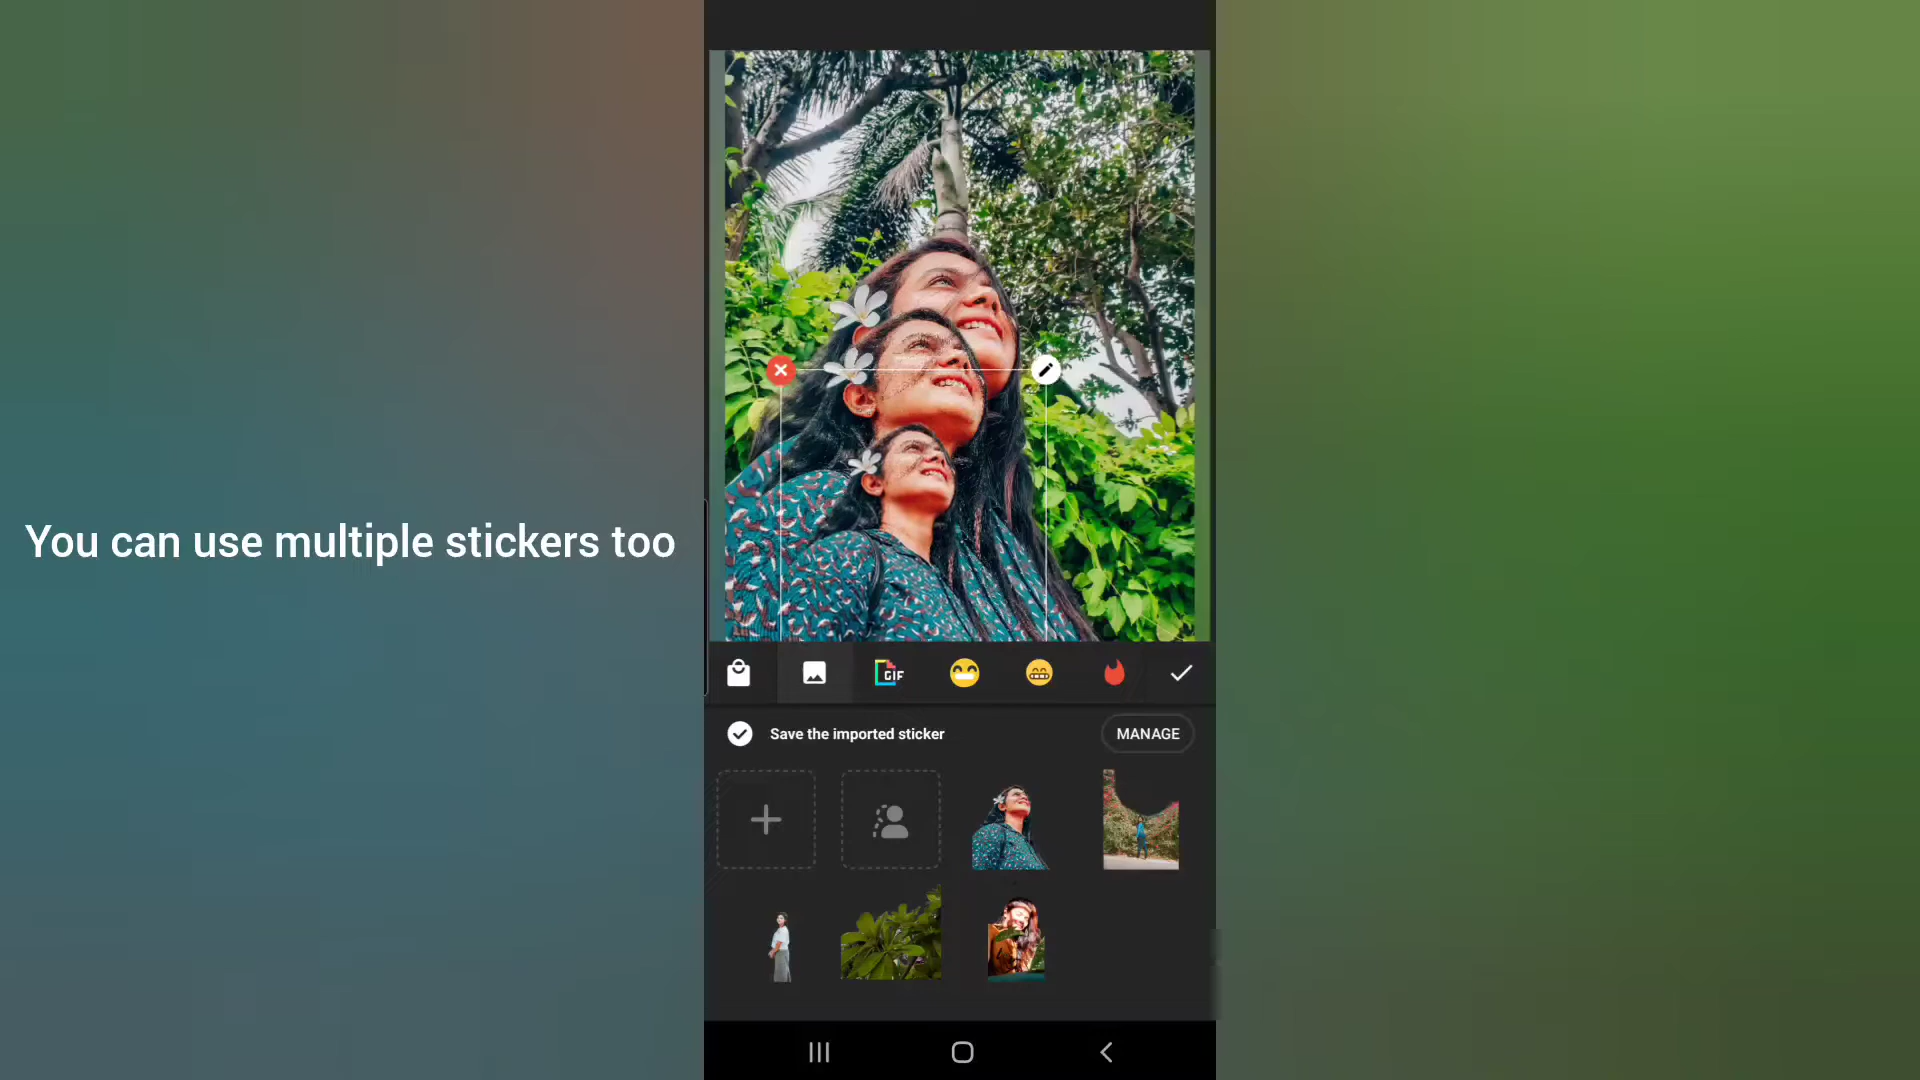 You can use multiple stickers too
GIF
Save the imported sticker
MANAGE